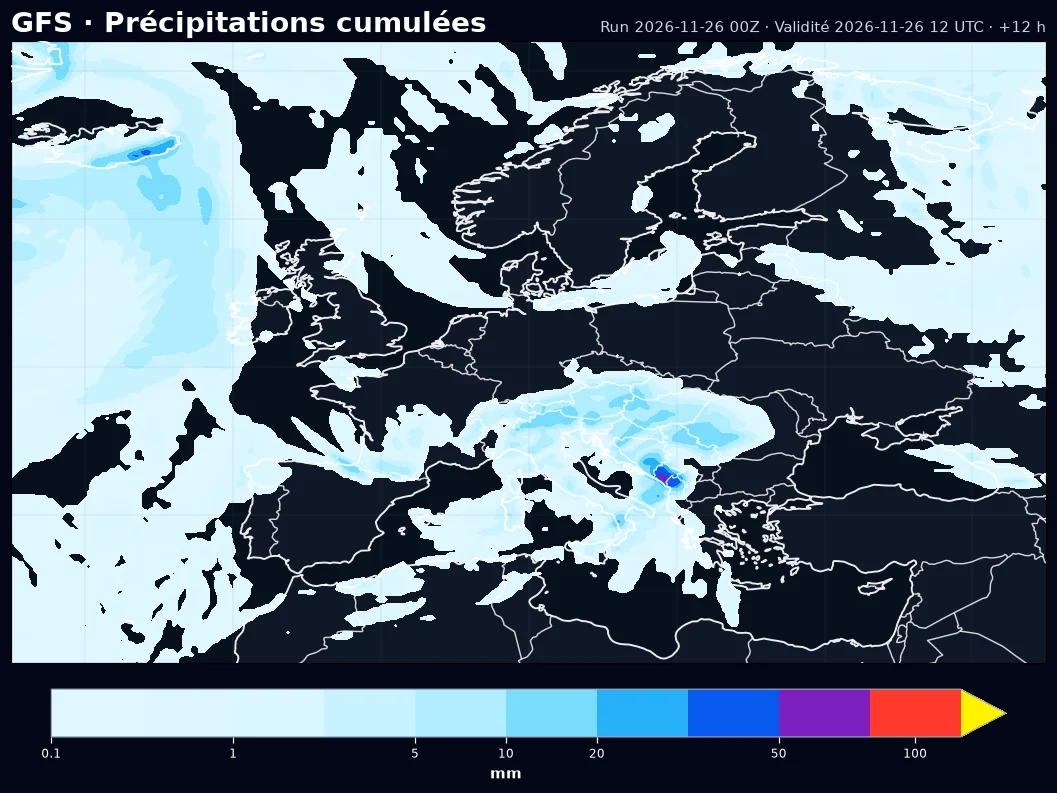 GFS · Précipitations cumulées
Run 2026-11-26 00Z · Validité 2026-11-26 12 UTC · +12 h
0.1 1 5 10 20 50 100
mm